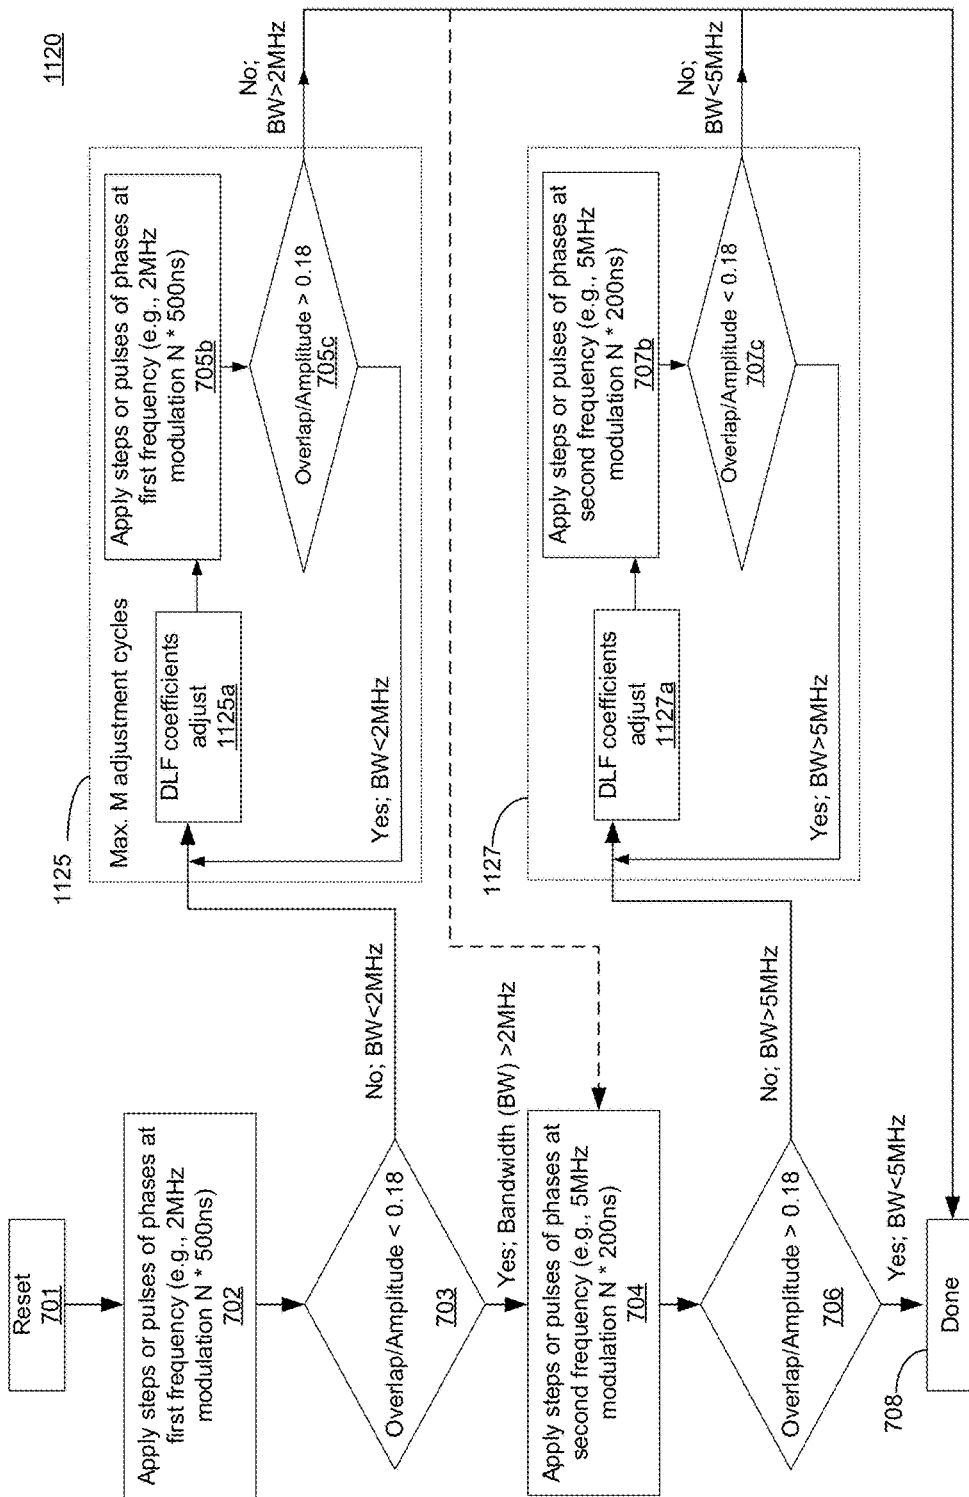 1120
Reset
701
Apply steps or pulses of phases at
first frequency (e.g., 2MHz
modulation N * 500ns)
702
Overlap/Amplitude < 0.18
703
No; BW<2MHz
Yes; Bandwidth (BW) >2MHz
Apply steps or pulses of phases at
second frequency (e.g., 5MHz
modulation N * 200ns)
704
Overlap/Amplitude > 0.18
706
No; BW>5MHz
Yes; BW<5MHz
708
Done
1125
Max. M adjustment cycles
DLF coefficients
adjust
1125a
Apply steps or pulses of phases at
first frequency (e.g., 2MHz
modulation N * 500ns)
705b
Overlap/Amplitude > 0.18
705c
Yes; BW<2MHz
No;
BW>2MHz
1127
DLF coefficients
adjust
1127a
Apply steps or pulses of phases at
second frequency (e.g., 5MHz
modulation N * 200ns)
707b
Overlap/Amplitude < 0.18
707c
Yes; BW>5MHz
No;
BW<5MHz